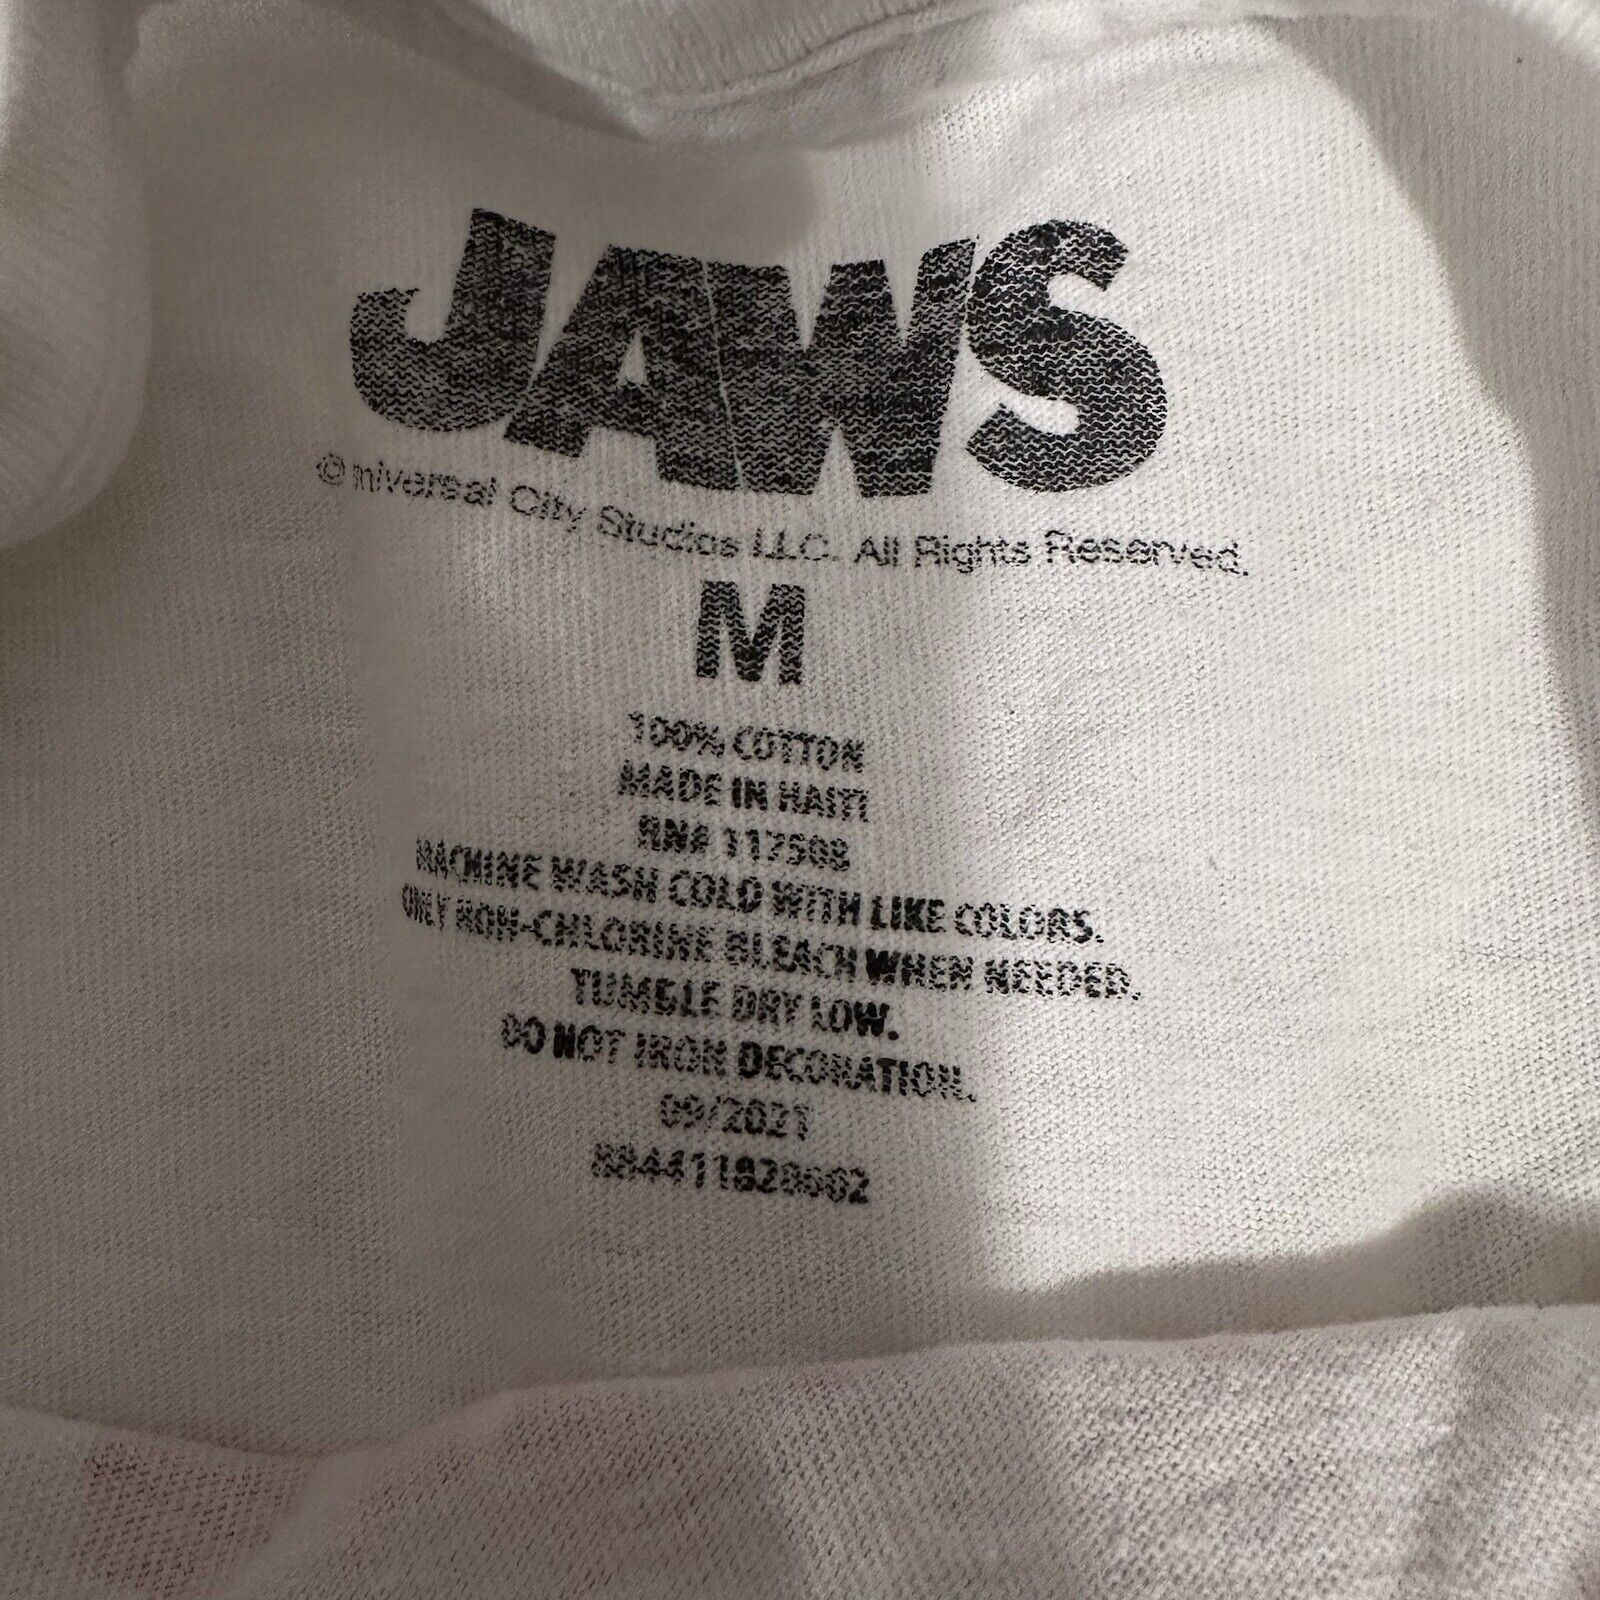 JAWS
© niversal City Studios LLC. All Rights Reserved.
M
100% COTTON
MADE IN HAITI
RN# 117508
MACHINE WASH COLD WITH LIKE COLORS.
ONLY NON-CHLORINE BLEACH WHEN NEEDED.
TUMBLE DRY LOW.
DO NOT IRON DECORATION.
09/2021